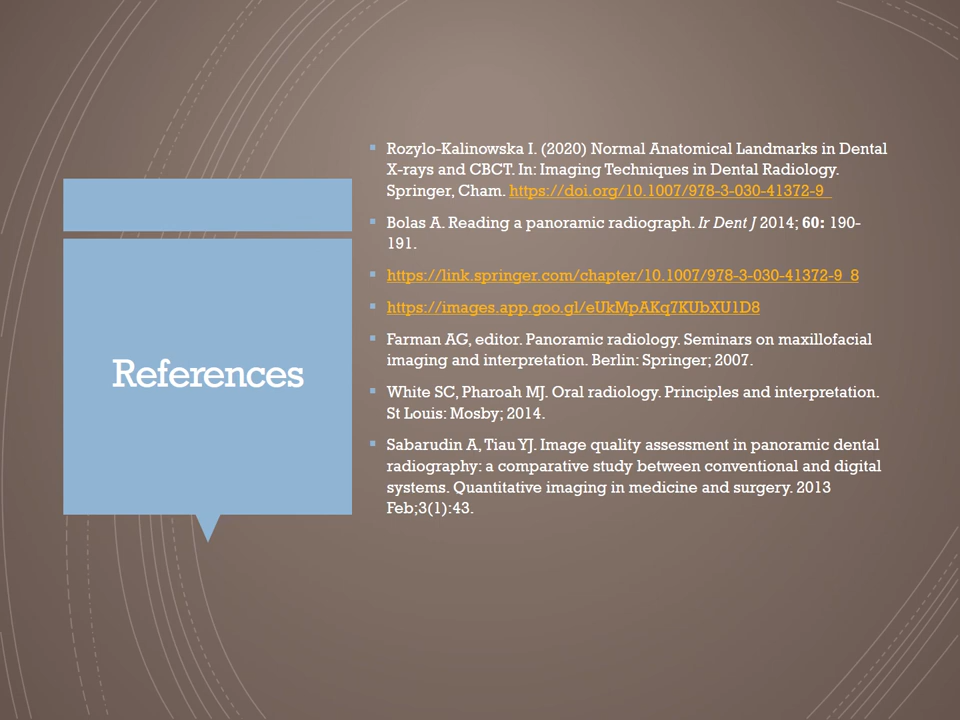 References
Rozylo-Kalinowska I. (2020) Normal Anatomical Landmarks in Dental
X-rays and CBCT. In: Imaging Techniques in Dental Radiology.
Springer, Cham. https://doi.org/10.1007/978-3-030-41372-9_
Bolas A. Reading a panoramic radiograph. Ir Dent J 2014; 60: 190-
191.
https://link.springer.com/chapter/10.1007/978-3-030-41372-9_8
https://images.app.goo.gl/eUkMpAKq7KUbXU1D8
Farman AG, editor. Panoramic radiology. Seminars on maxillofacial
imaging and interpretation. Berlin: Springer; 2007.
White SC, Pharoah MJ. Oral radiology. Principles and interpretation.
St Louis: Mosby; 2014.
Sabarudin A, Tiau YJ. Image quality assessment in panoramic dental
radiography: a comparative study between conventional and digital
systems. Quantitative imaging in medicine and surgery. 2013
Feb;3(1):43.